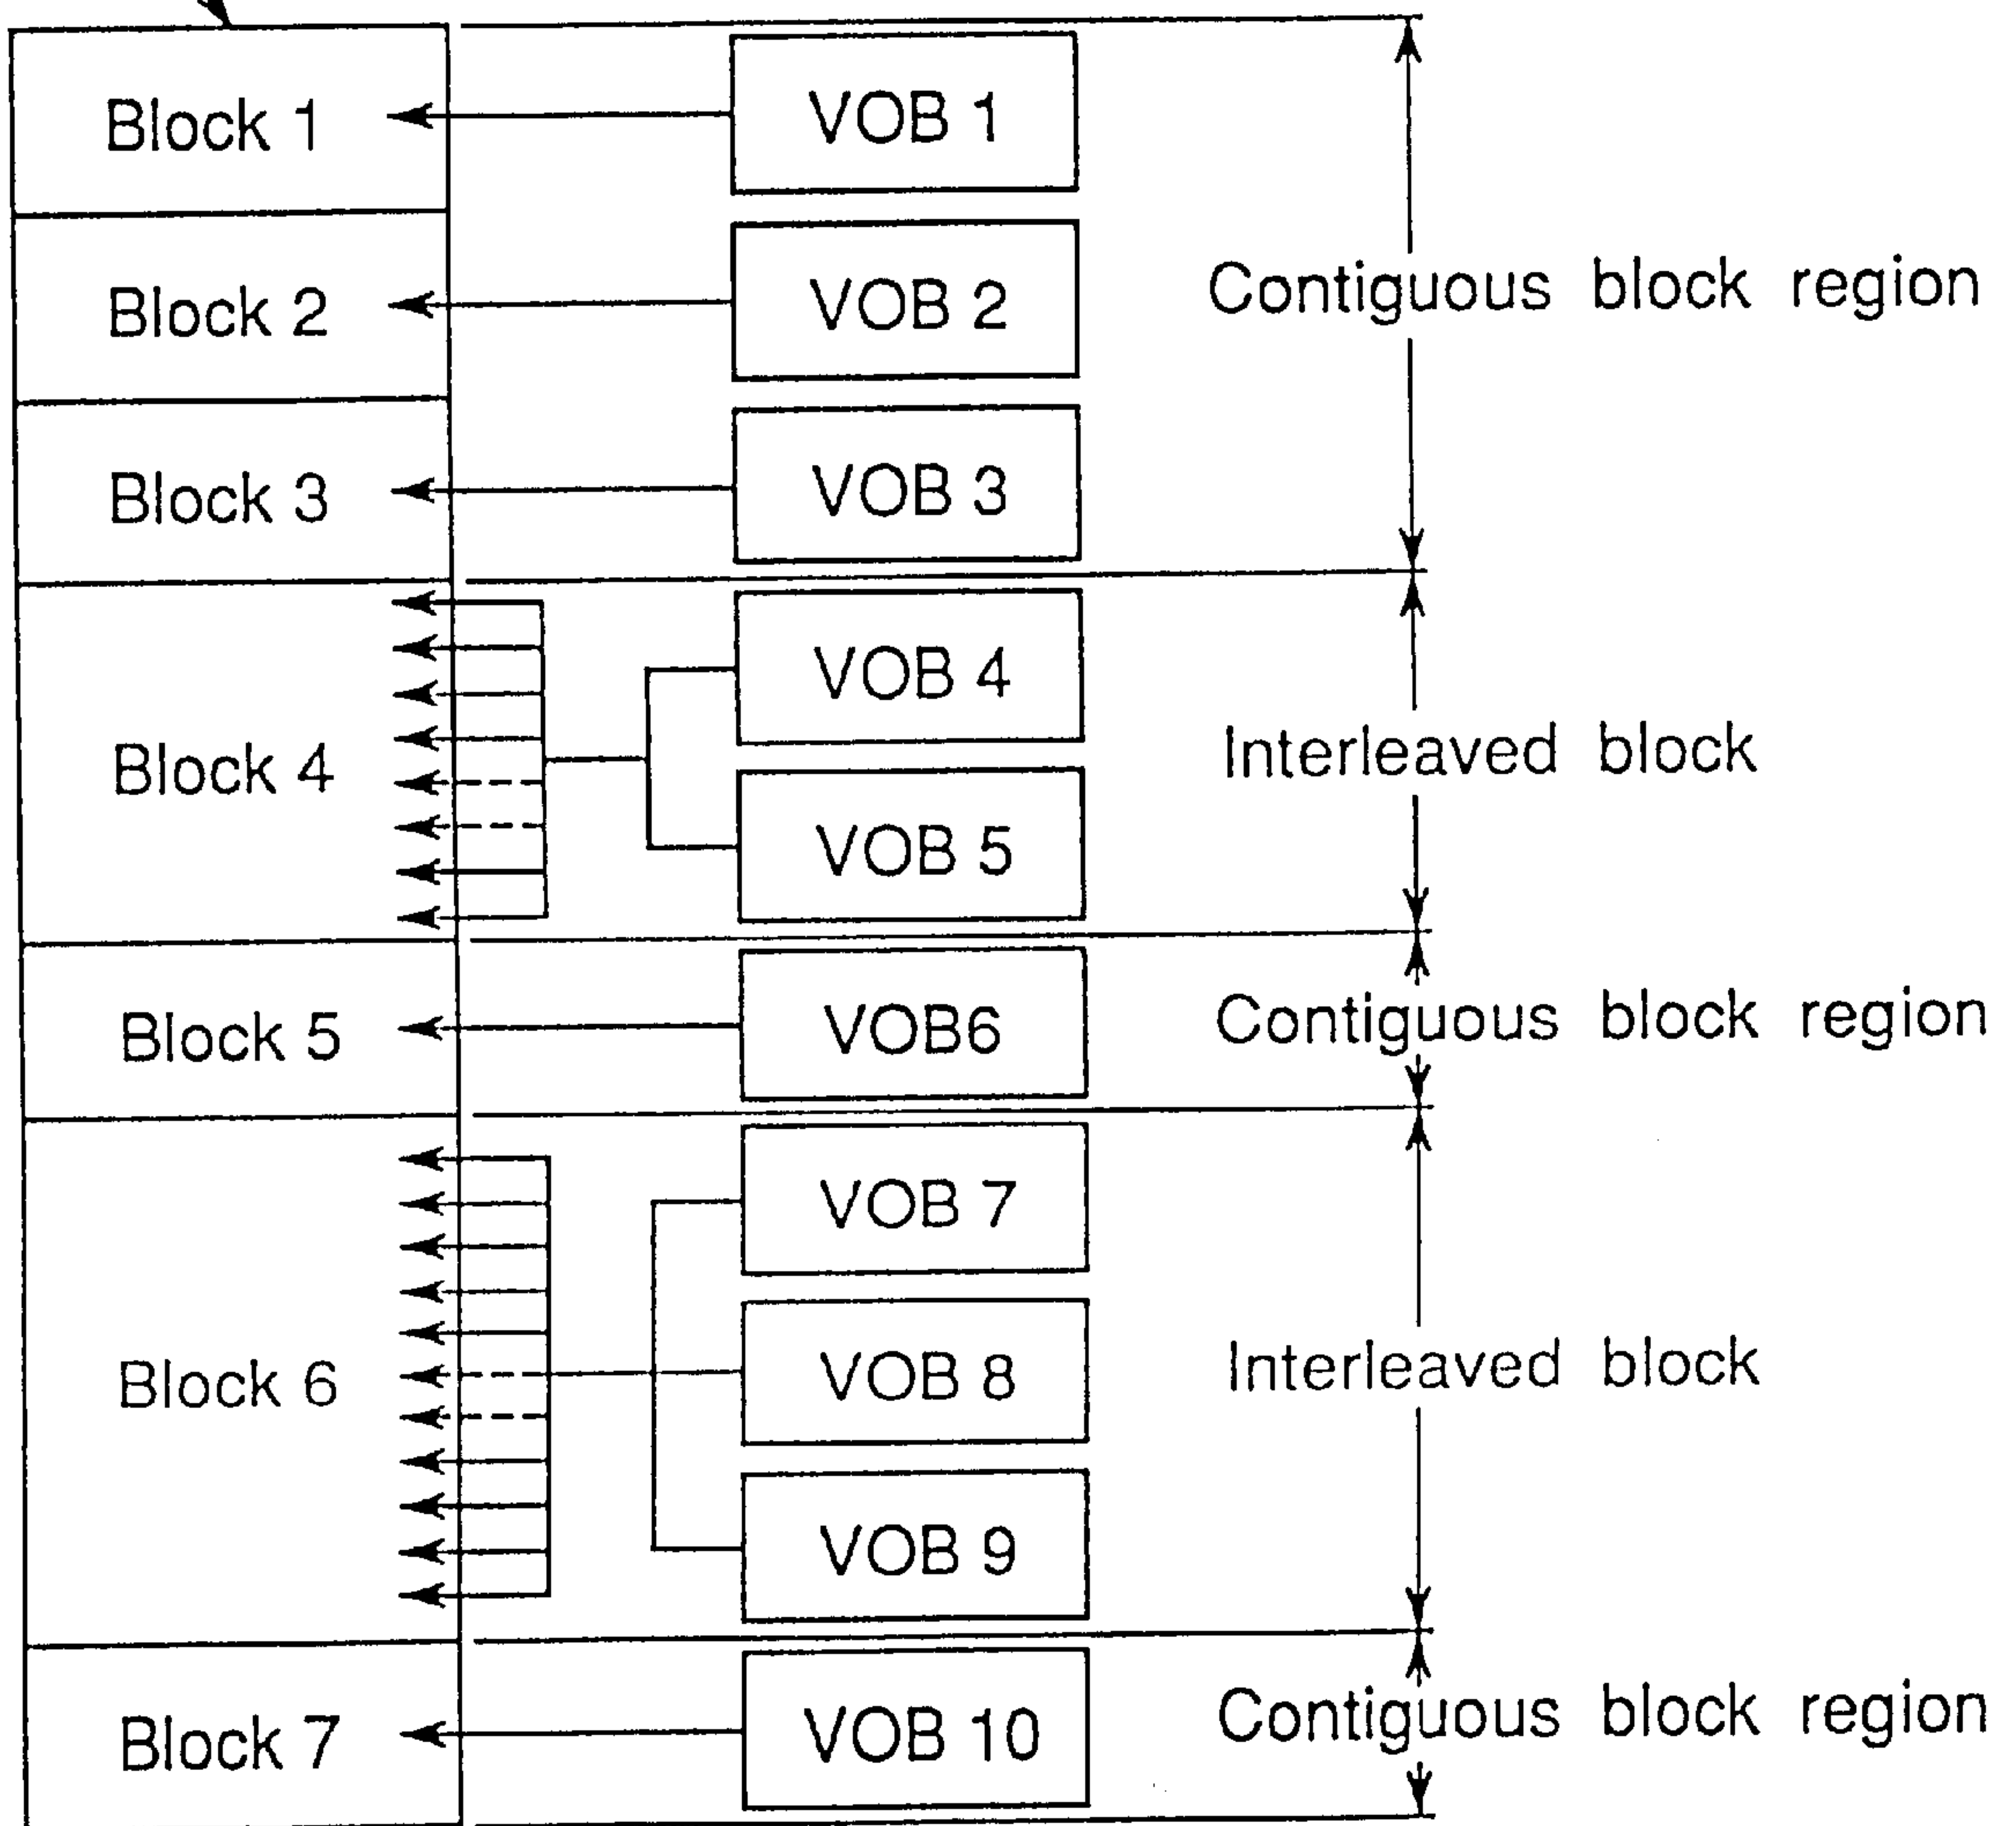 Block 1
VOB 1
Block 2
VOB 2
Contiguous block region
Block 3
VOB 3
VOB 4
Block 4
Interleaved block
VOB 5
Block 5
VOB6
Contiguous block region
VOB 7
Block 6
VOB 8
Interleaved block
VOB 9
Block 7
VOB 10
Contiguous block region